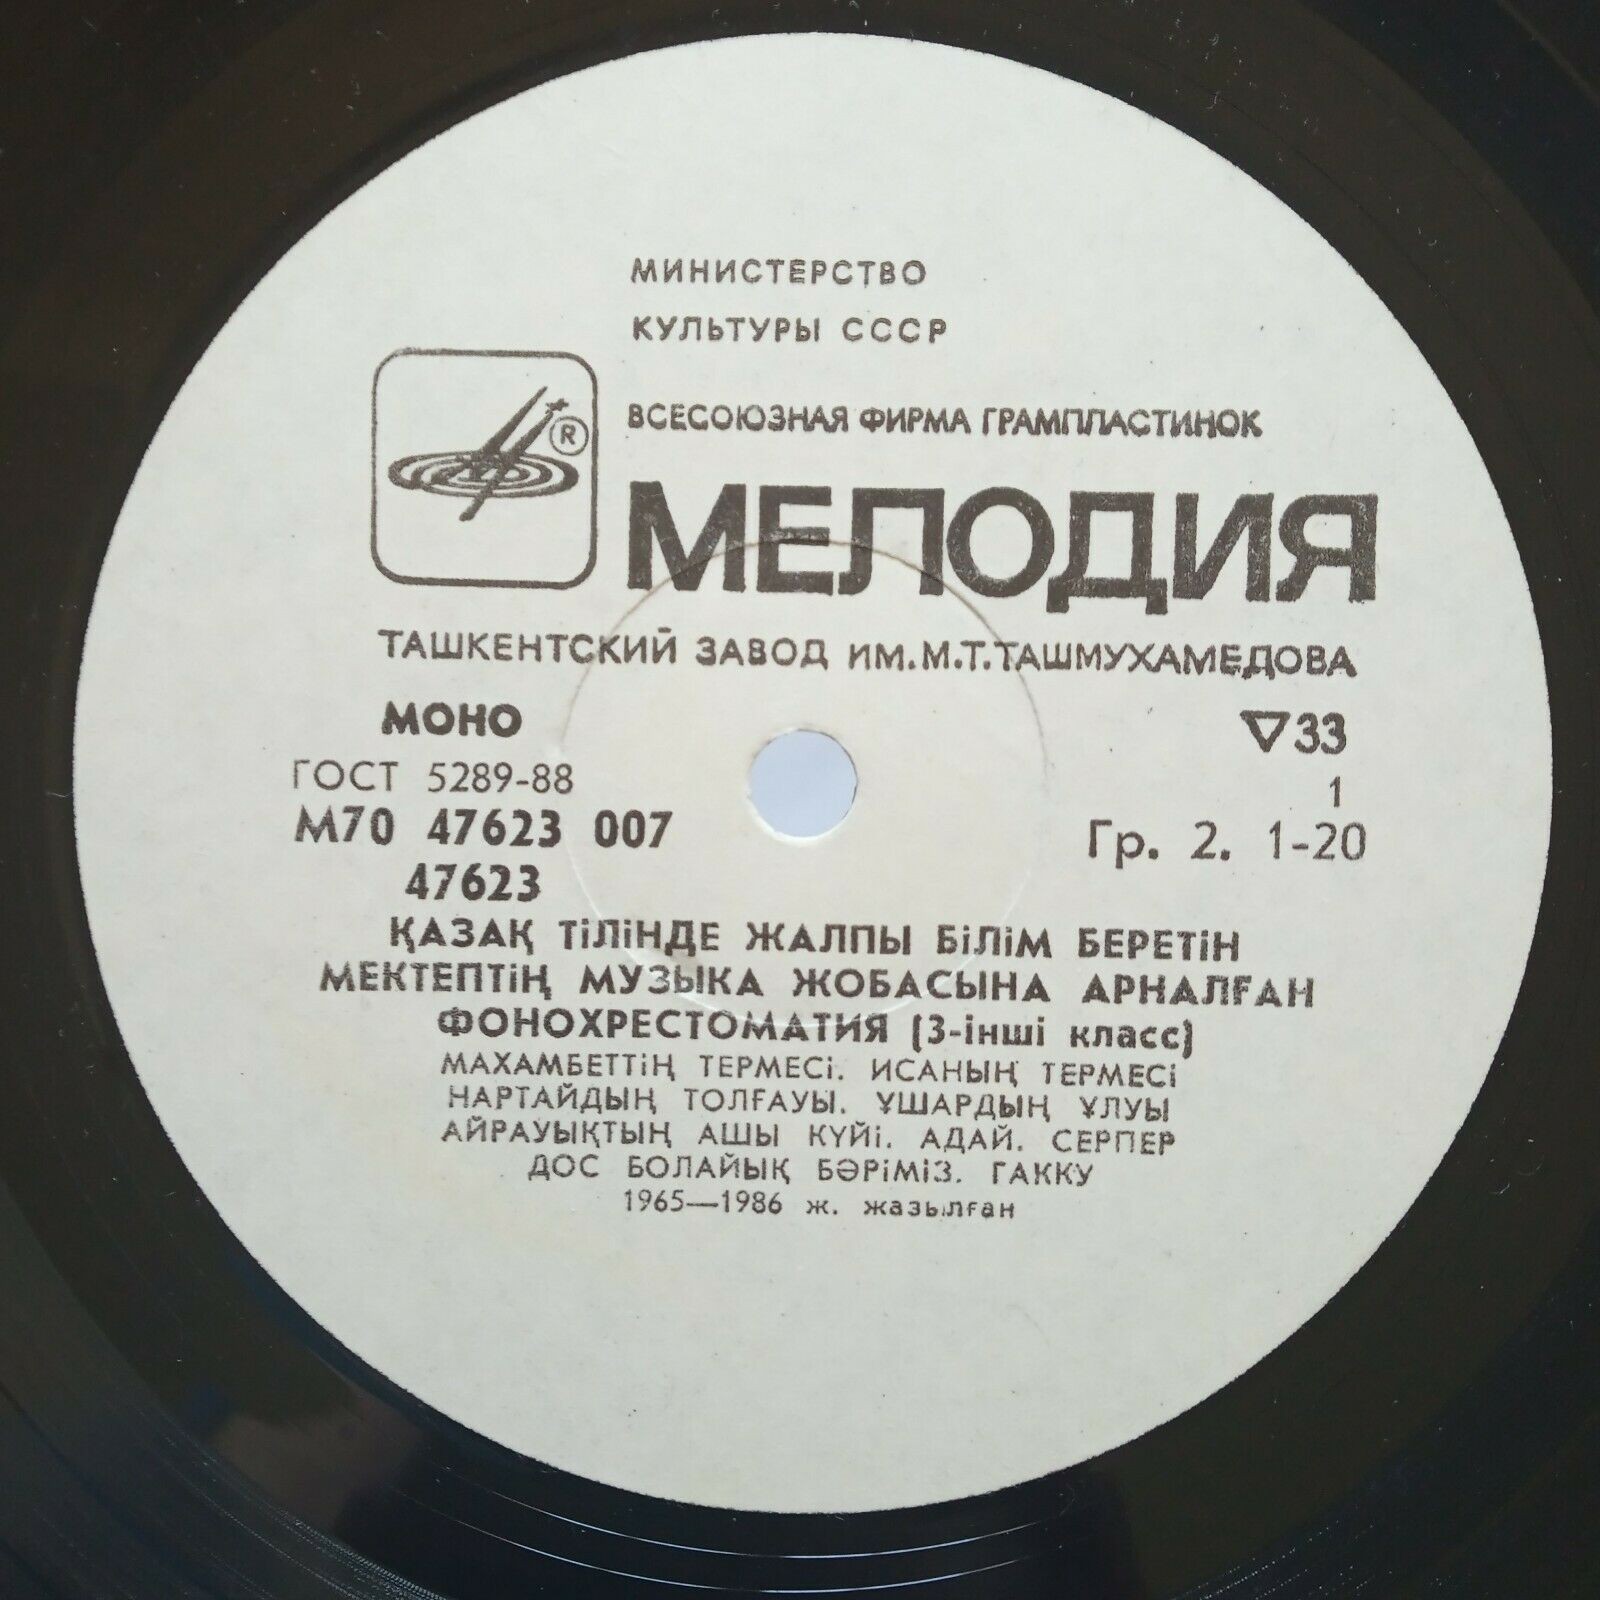 МИНИСТЕРСТВО
КУЛЬТУРЫ СССР
ВСЕСОЮЗНАЯ ФИРМА ГРАМПЛАСТИНОК
®
МЕЛОДИЯ
ТАШКЕНТСКИЙ ЗАВОД ИМ.М.Т.ТАШМУХАМЕДОВА
МОНО ▽33
ГОСТ 5289-88 1
М70 47623 007 Гр. 2. 1-20
47623
ҚАЗАҚ ТіЛіНДЕ ЖАЛПЫ БіЛіМ БЕРЕТіН
МЕКТЕПТіҢ МУЗЫКА ЖОБАСЫНА АРНАЛҒАН
ФОНОХРЕСТОМАТИЯ (3-інші класс)
МАХАМБЕТТіҢ ТЕРМЕСі. ИСАНЫҢ ТЕРМЕСі
НАРТАЙДЫҢ ТОЛҒАУЫ. ҰШАРДЫҢ ҰЛУЫ
АЙРАУЫҚТЫҢ АШЫ КҮЙі. АДАЙ. СЕРПЕР
ДОС БОЛАЙЫҚ БӘРіМіЗ. ГАККУ
1965—1986 ж. жазылған